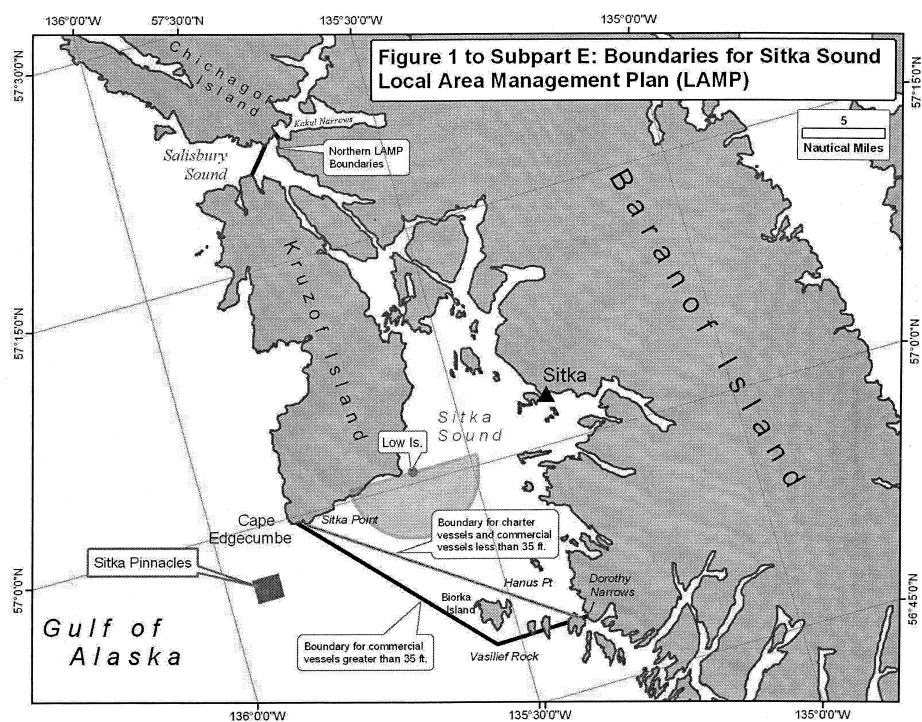 136°0'0"W
57°30'0"W
135°30'0"W
135°0'0"W
Figure 1 to Subpart E: Boundaries for Sitka Sound
Local Area Management Plan (LAMP)
57°30'0"N
57°15'0"N
Chichagof
Island
5
Nautical Miles
Kakul Narrows
Northern LAMP
Boundaries
Salisbury
Sound
Baranof Island
Kruzof Island
57°15'0"N
57°0'0"N
Sitka
Sitka
Sound
Low Is.
Cape
Edgecumbe
Sitka Point
Boundary for charter
vessels and commercial
vessels less than 35 ft.
Sitka Pinnacles
Hanus Pt
Dorothy
Narrows
Biorka
Island
57°0'0"N
56°45'0"N
Gulf of
Alaska
Boundary for commercial
vessels greater than 35 ft.
Vasilief Rock
136°0'0"W
135°30'0"W
135°0'0"W